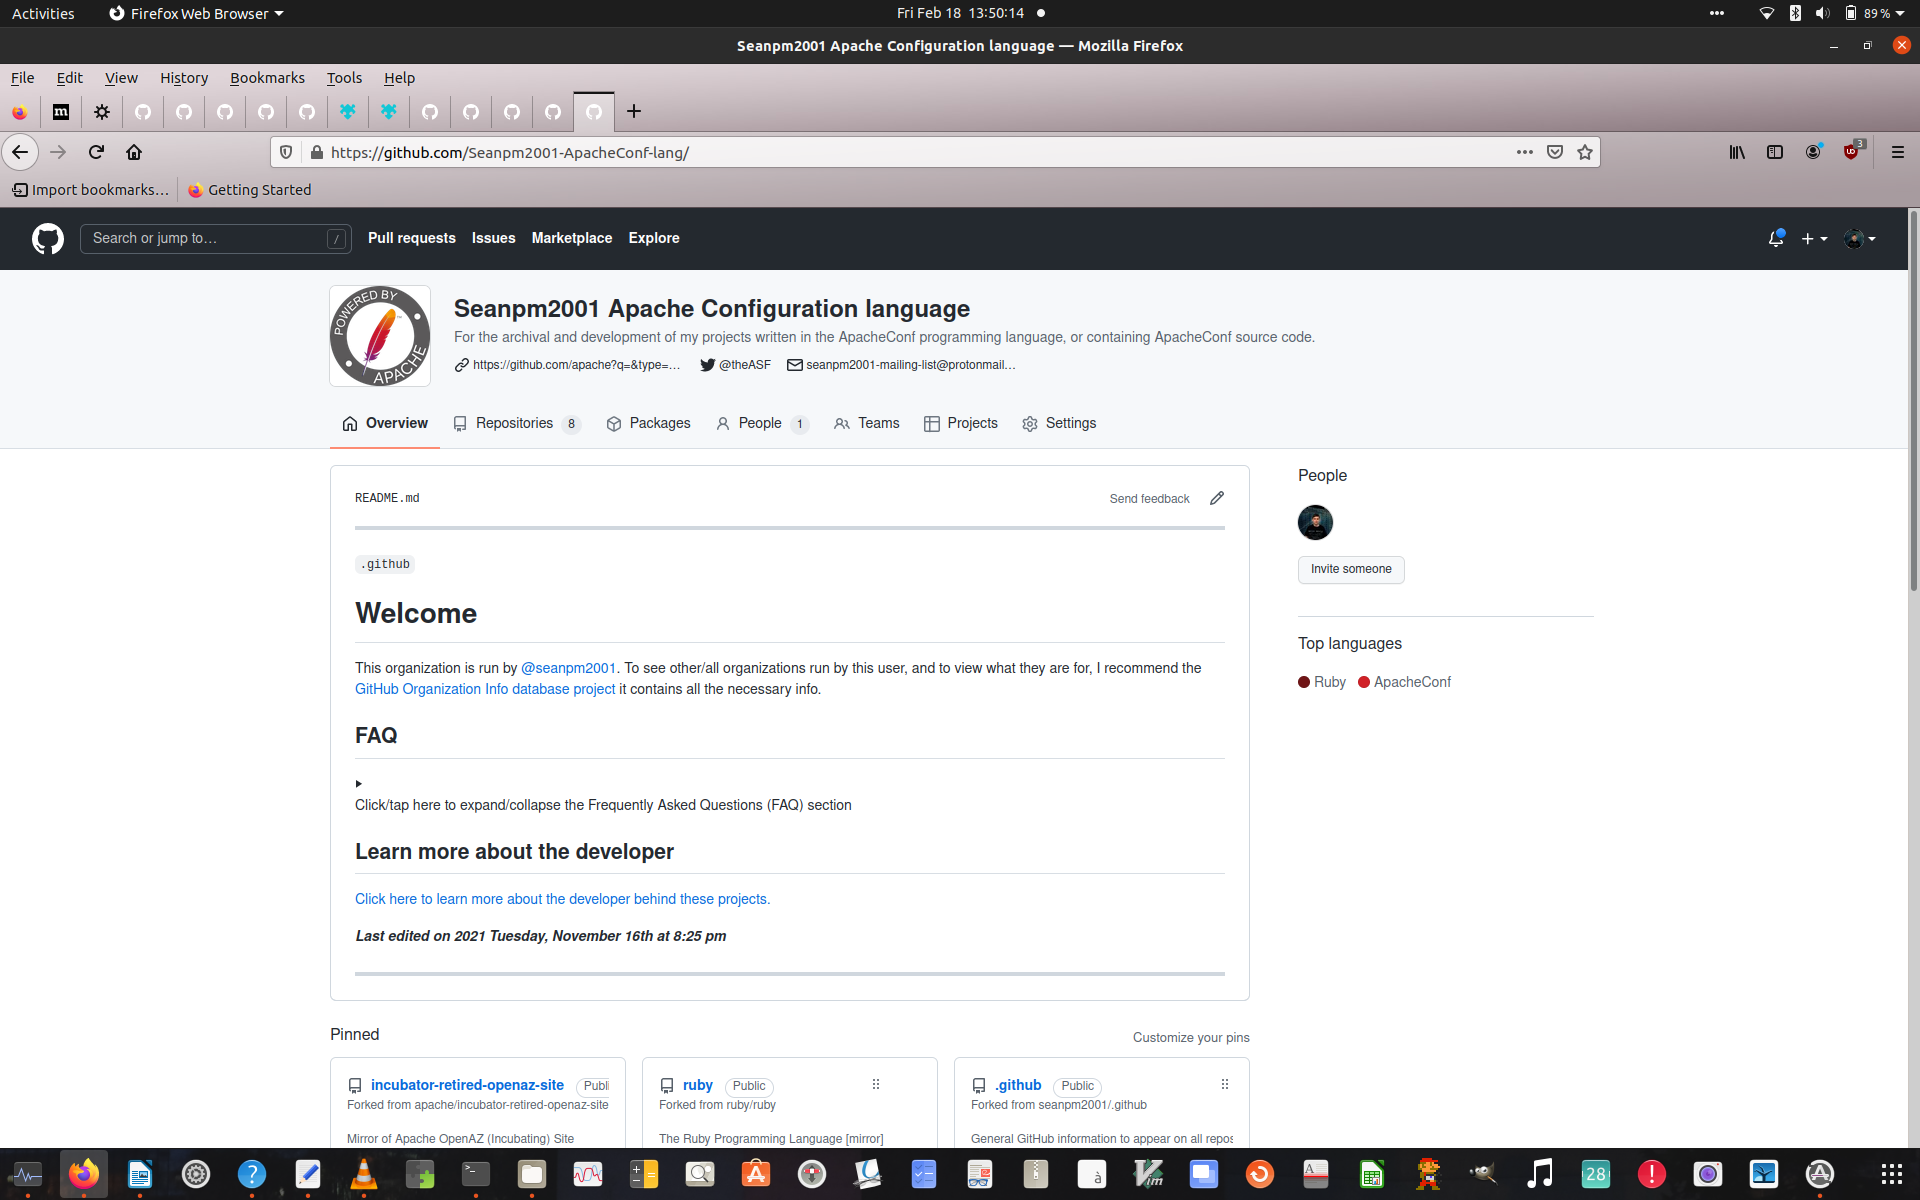 Activities
Firefox Web Browser
Fri Feb 18 13:50:14
89 %
Seanpm2001 Apache Configuration language — Mozilla Firefox
File Edit View History Bookmarks Tools Help
m
https://github.com/Seanpm2001-ApacheConf-lang/
3
Import bookmarks…
Getting Started
Search or jump to…
/
Pull requests Issues Marketplace Explore
POWERED BY
APACHE
Seanpm2001 Apache Configuration language
For the archival and development of my projects written in the ApacheConf programming language, or containing ApacheConf source code.
https://github.com/apache?q=&type=…
@theASF
seanpm2001-mailing-list@protonmail…
Overview
Repositories 8
Packages
People 1
Teams
Projects
Settings
README.md
Send feedback
.github
Welcome
This organization is run by @seanpm2001. To see other/all organizations run by this user, and to view what they are for, I recommend the
GitHub Organization Info database project it contains all the necessary info.
FAQ
Click/tap here to expand/collapse the Frequently Asked Questions (FAQ) section
Learn more about the developer
Click here to learn more about the developer behind these projects.
Last edited on 2021 Tuesday, November 16th at 8:25 pm
People
Invite someone
Top languages
Ruby
ApacheConf
Pinned
Customize your pins
incubator-retired-openaz-site
Publ
Forked from apache/incubator-retired-openaz-site
Mirror of Apache OpenAZ (Incubating) Site
ruby
Public
Forked from ruby/ruby
The Ruby Programming Language [mirror]
.github
Public
Forked from seanpm2001/.github
General GitHub information to appear on all repos
28